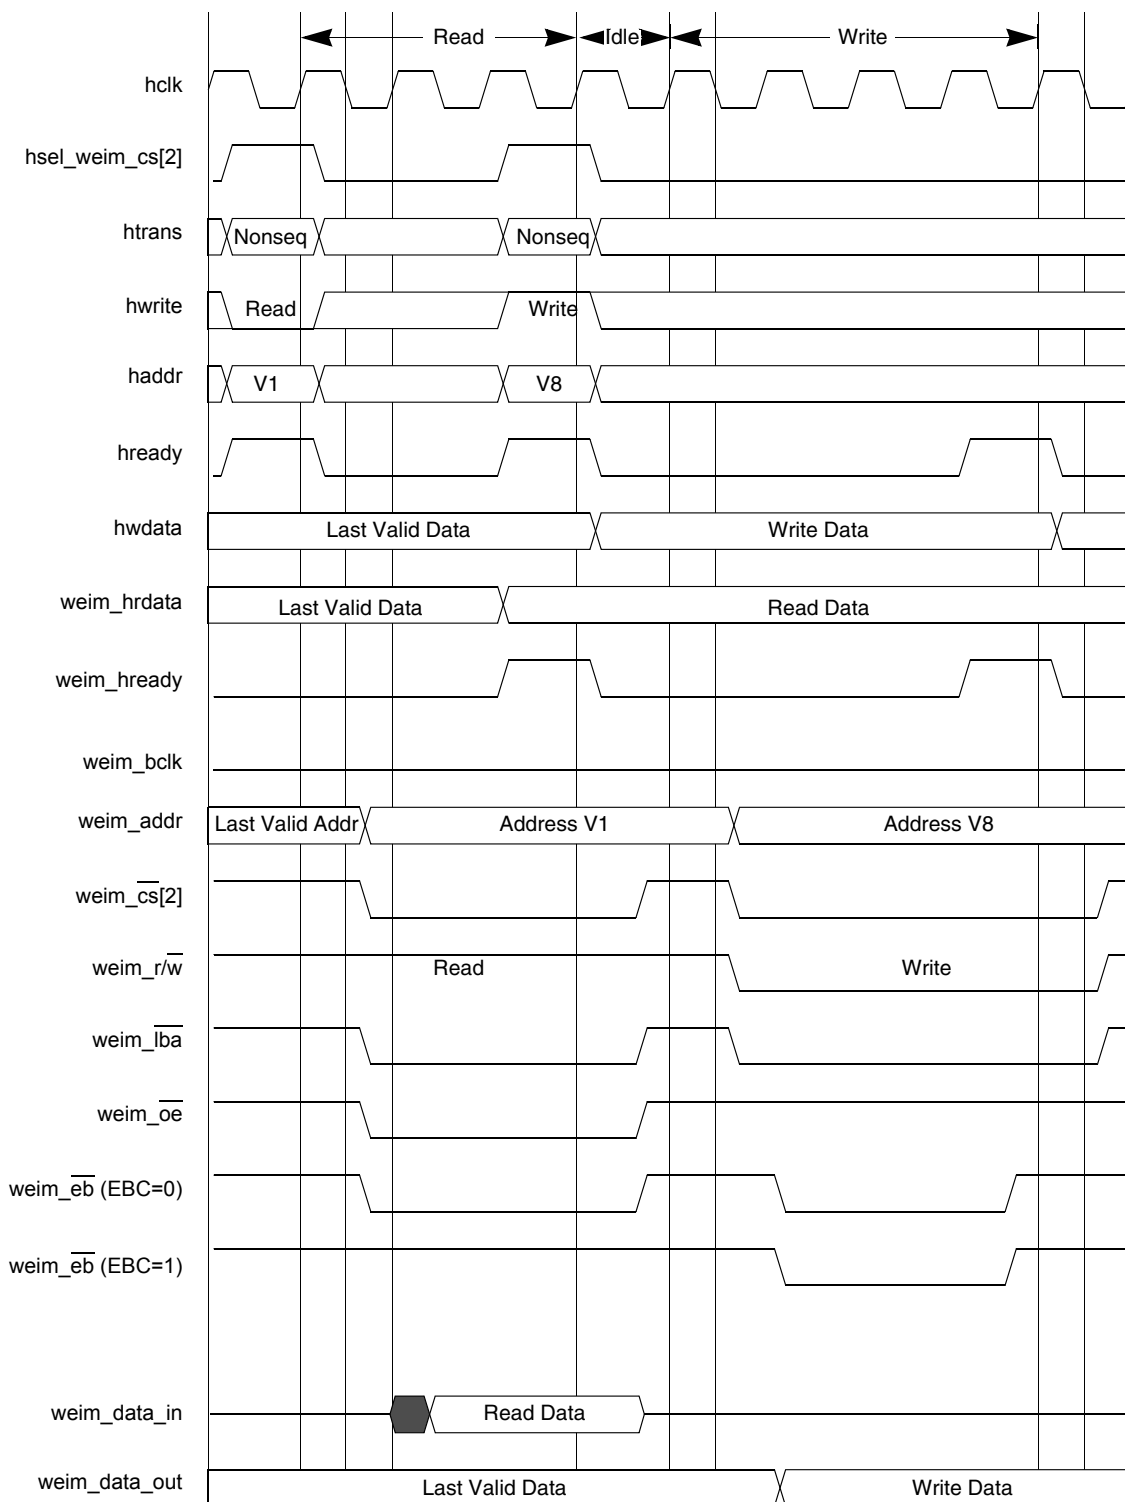 Read Idle Write
hclk
hsel_weim_cs[2]
htrans Nonseq Nonseq
hwrite Read Write
haddr V1 V8
hready
hwdata Last Valid Data Write Data
weim_hrdata Last Valid Data Read Data
weim_hready
weim_bclk
weim_addr Last Valid Addr Address V1 Address V8
weim_cs[2]
weim_r/w Read Write
weim_lba
weim_oe
weim_eb (EBC=0)
weim_eb (EBC=1)
weim_data_in Read Data
weim_data_out Last Valid Data Write Data